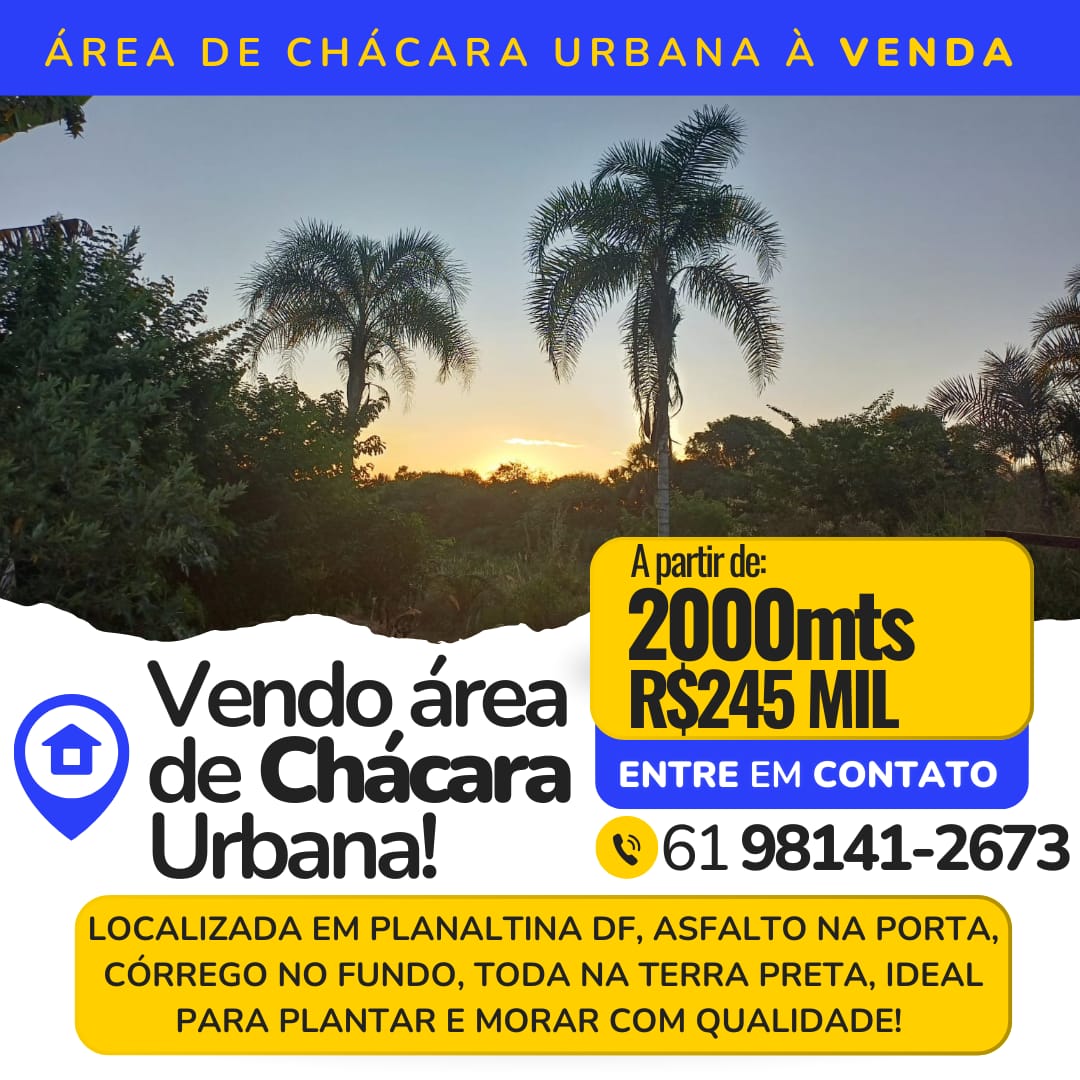 ÁREA DE CHÁCARA URBANA À VENDA
A partir de:
2000mts
R$245 MIL
Vendo área
de Chácara
Urbana!
ENTRE EM CONTATO
61 98141-2673
LOCALIZADA EM PLANALTINA DF, ASFALTO NA PORTA,
CÓRREGO NO FUNDO, TODA NA TERRA PRETA, IDEAL
PARA PLANTAR E MORAR COM QUALIDADE!